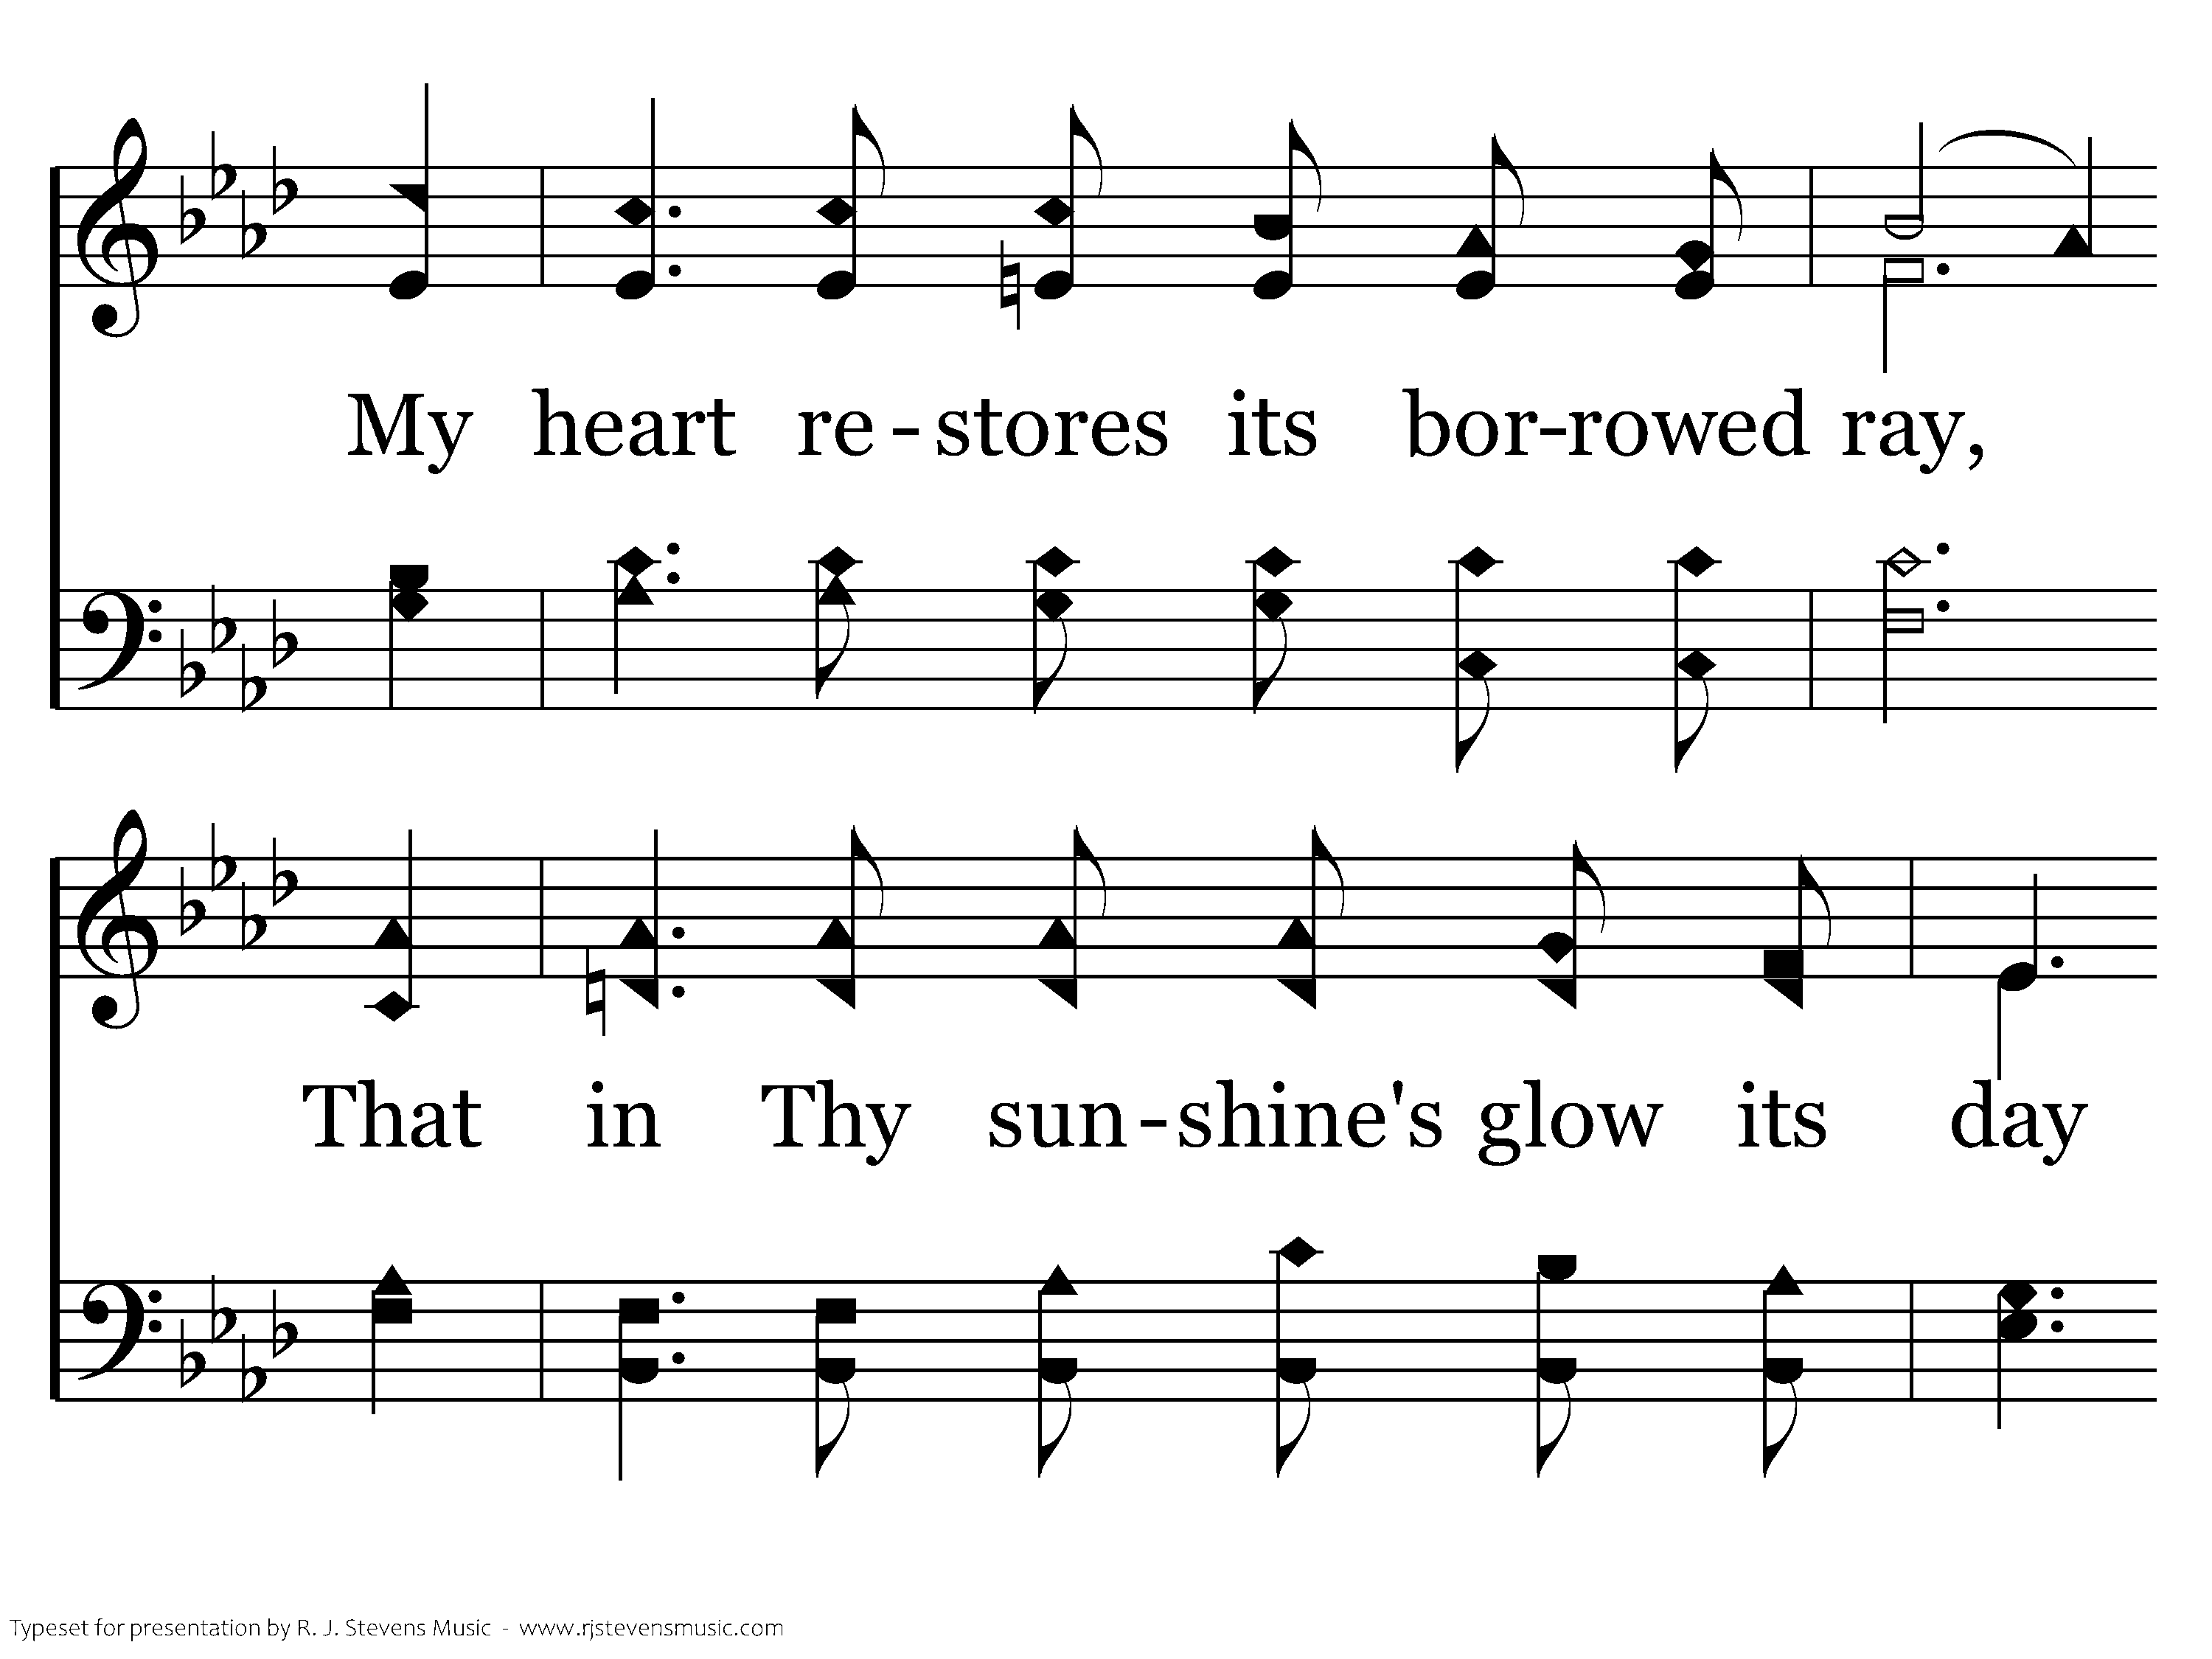 My heart re-stores its bor-rowed ray,
That in Thy sun-shine's glow its day
Typeset for presentation by R. J. Stevens Music - www.rjstevensmusic.com